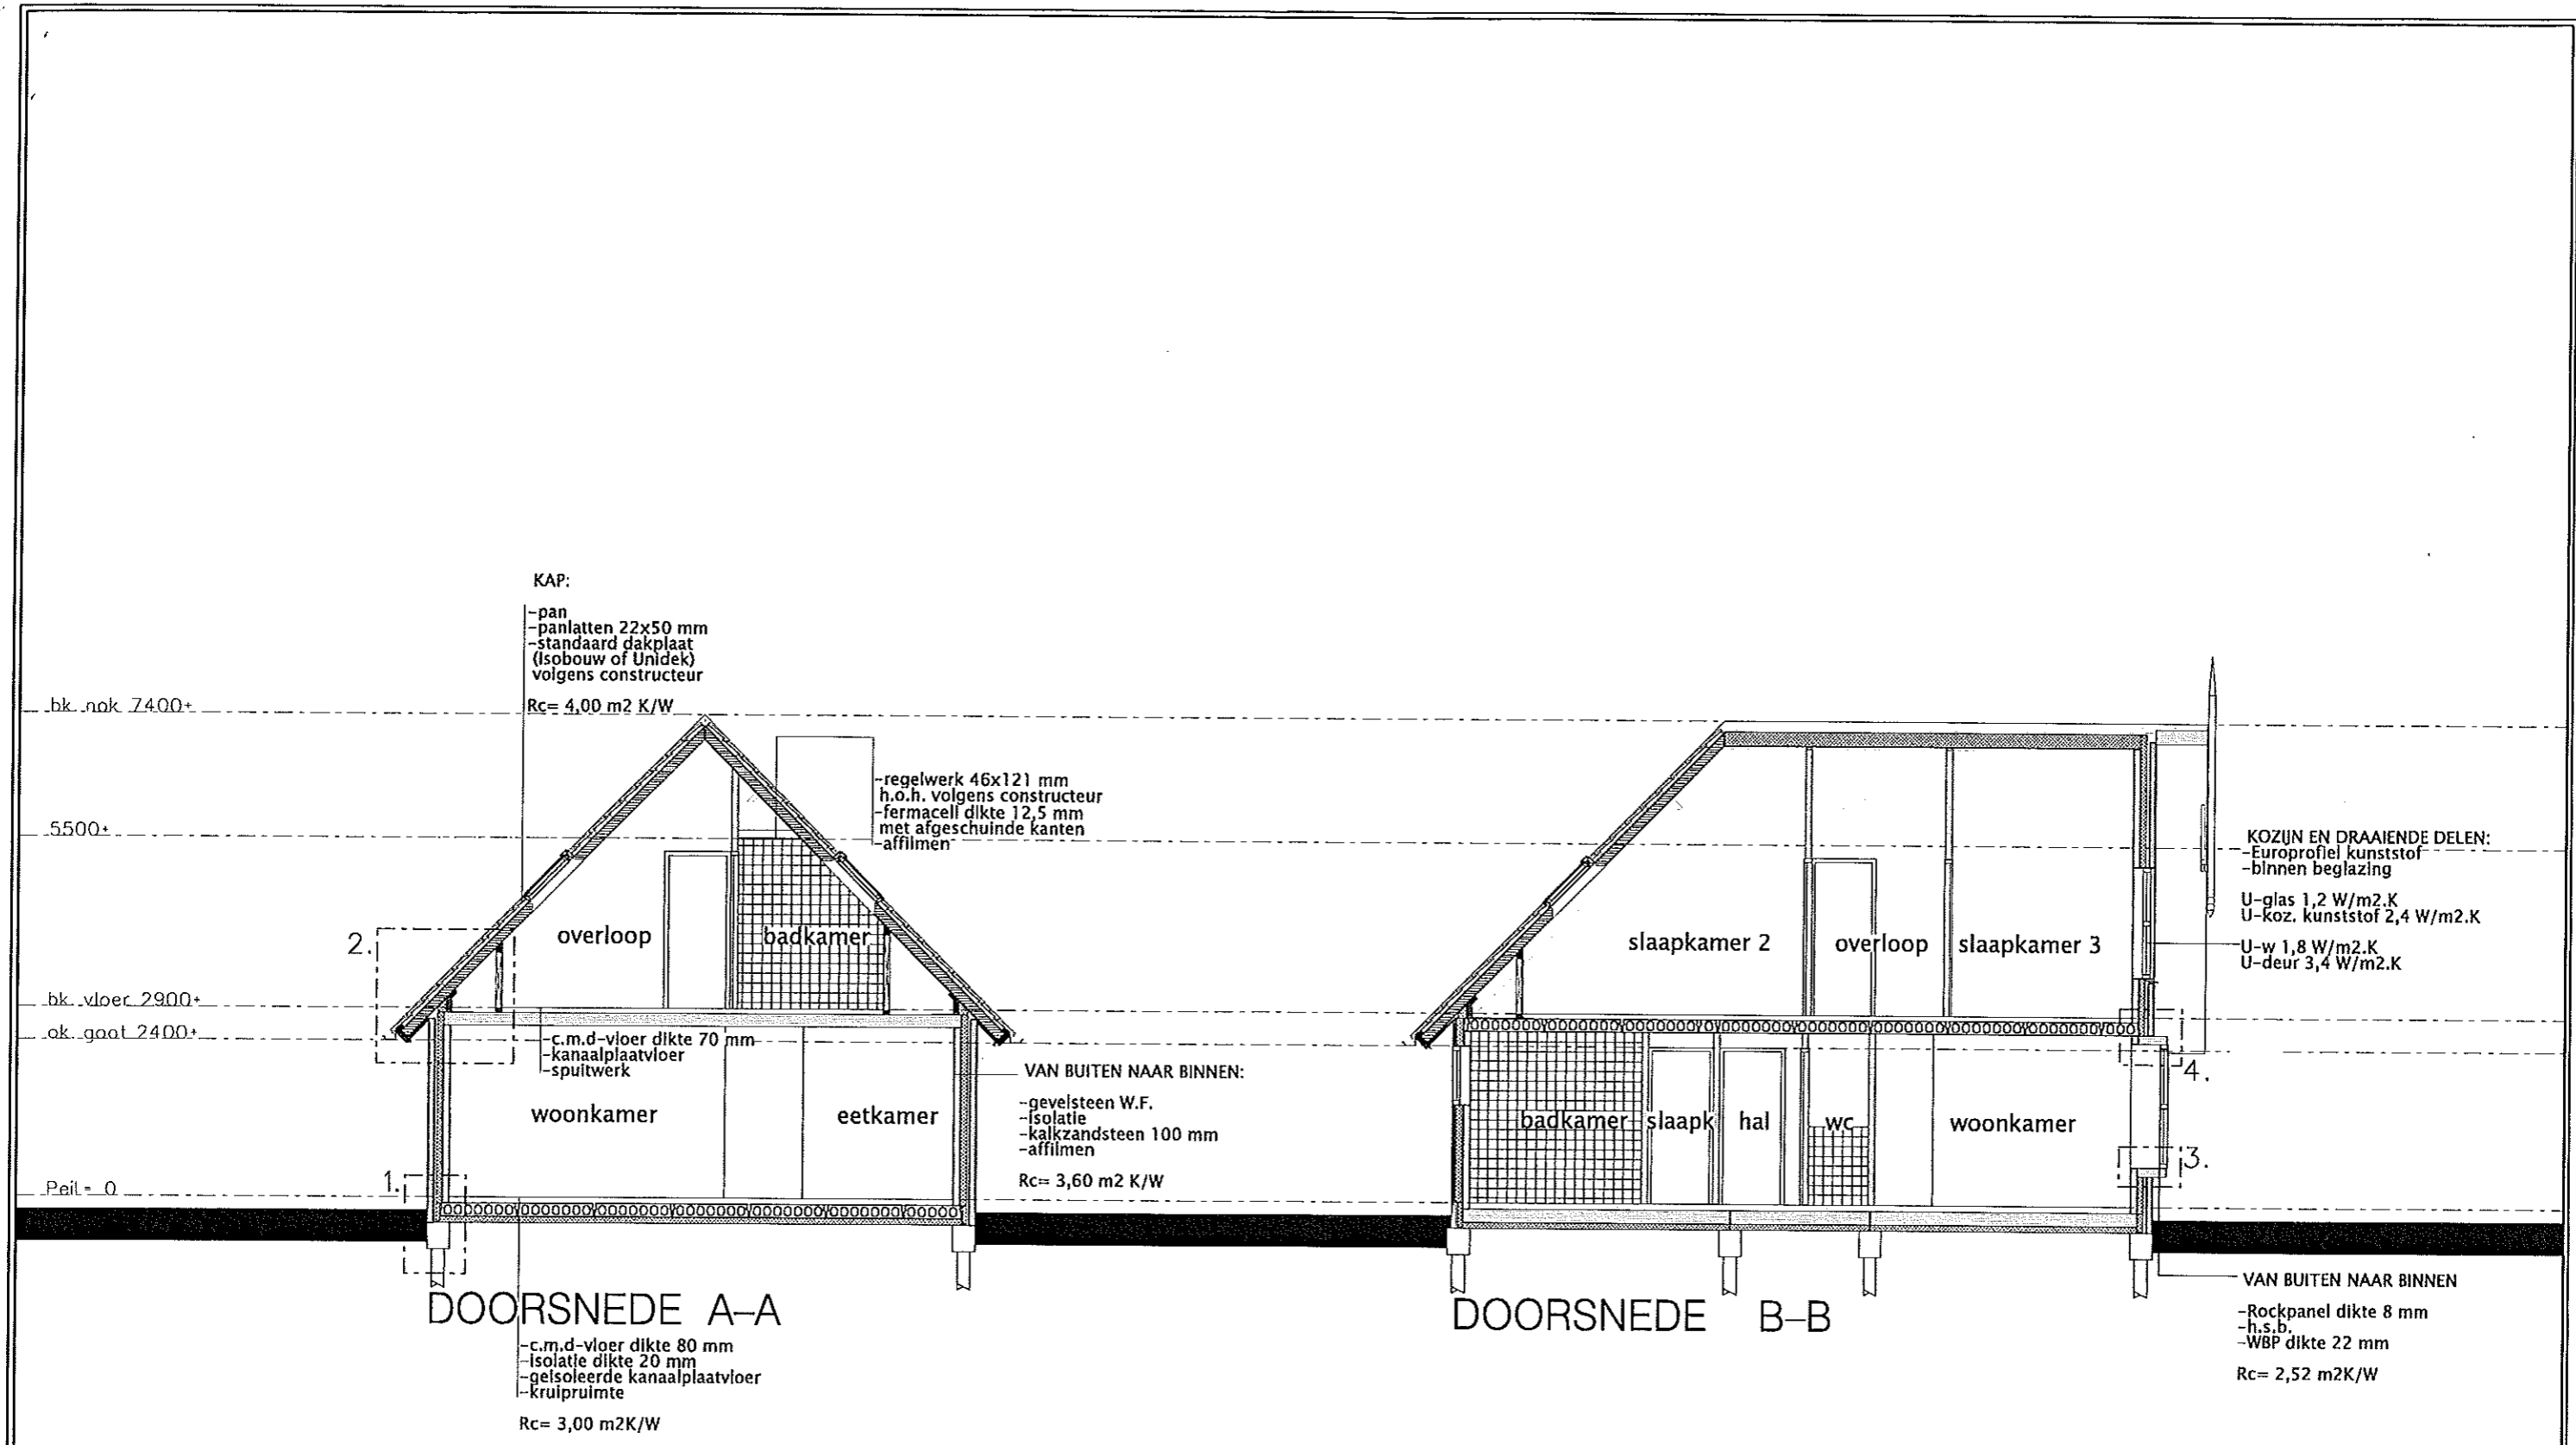 KAP:
-pan
-panlatten 22x50 mm
-standaard dakplaat
(Isobouw of Unidek)
volgens constructeur
Rc= 4,00 m2 K/W
bk nok 7400+
5500+
bk vloer 2900+
ok goot 2400+
Peil= 0
-regelwerk 46x121 mm
h.o.h. volgens constructeur
-fermacell dikte 12,5 mm
met afgeschuinde kanten
-affilmen
2.
overloop
badkamer
-c.m.d-vloer dikte 70 mm
-kanaalplaatvloer
-spuitwerk
woonkamer
eetkamer
1.
VAN BUITEN NAAR BINNEN:
-gevelsteen W.F.
-isolatie
-kalkzandsteen 100 mm
-affilmen
Rc= 3,60 m2 K/W
DOORSNEDE A-A
-c.m.d-vloer dikte 80 mm
-isolatie dikte 20 mm
-geisoleerde kanaalplaatvloer
-kruipruimte
Rc= 3,00 m2K/W
slaapkamer 2
overloop
slaapkamer 3
badkamer
slaapk
hal
wc
woonkamer
4.
3.
KOZIJN EN DRAAIENDE DELEN:
-Europrofiel kunststof
-binnen beglazing
U-glas 1,2 W/m2.K
U-koz. kunststof 2,4 W/m2.K
U-w 1,8 W/m2.K
U-deur 3,4 W/m2.K
DOORSNEDE B-B
VAN BUITEN NAAR BINNEN
-Rockpanel dikte 8 mm
-h.s.b.
-WBP dikte 22 mm
Rc= 2,52 m2K/W